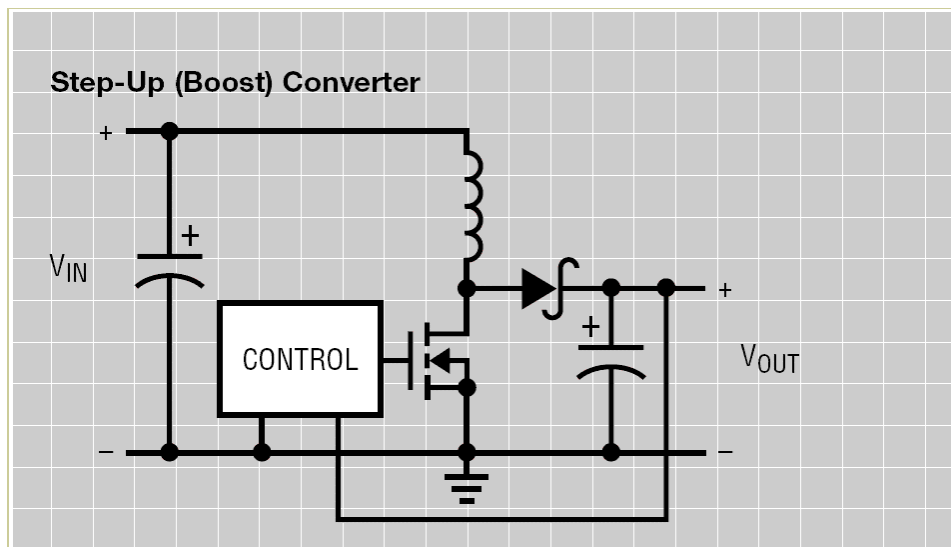 Step-Up (Boost) Converter
+
+
VIN
+
+
CONTROL
VOUT
−
−